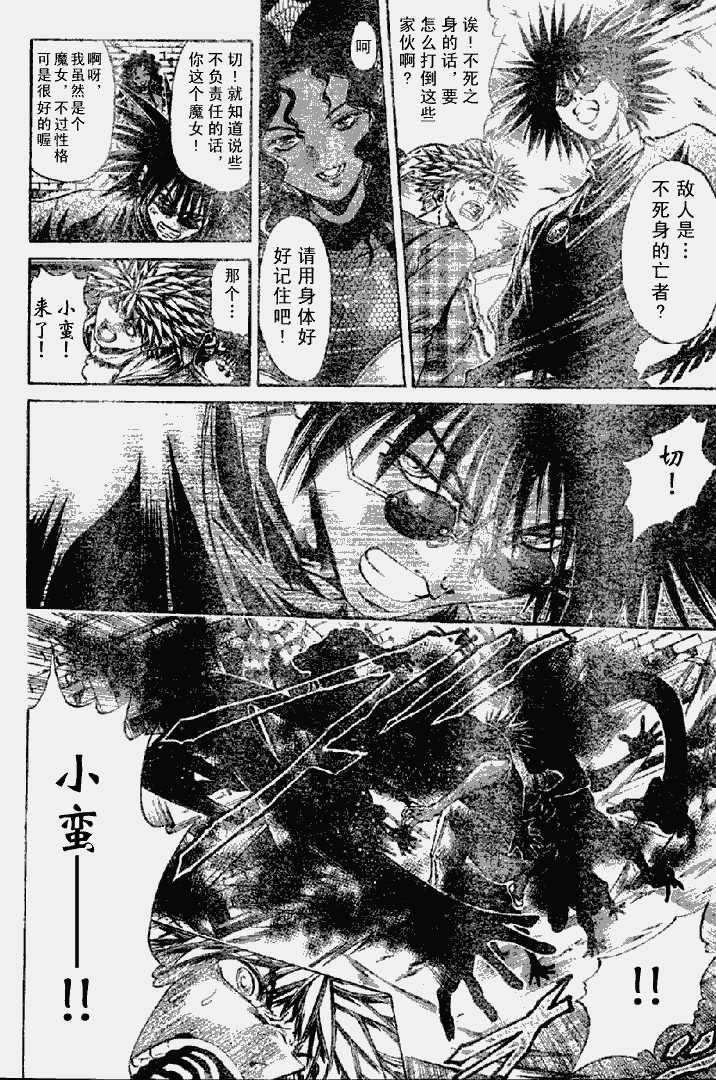 敌人是…
不死身的亡者？
诶！不死之
身的话，要
怎么打倒这些
家伙啊？
呵
请用身体好
好记住吧！
切！就知道说些
不负责任的话，
你这个魔女！
啊呀，
我虽然是个
魔女，不过性格
可是很好的喔
那个…
小蛮！
来了！
切！
!!
小蛮——!!